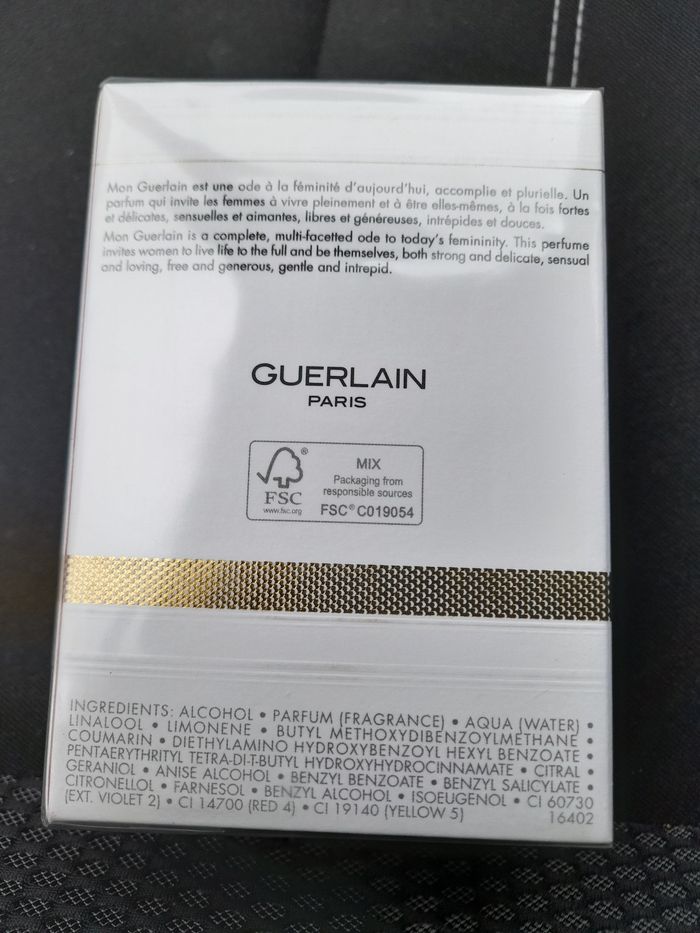 Mon Guerlain est une ode à la féminité d'aujourd'hui, accomplie et plurielle. Un
parfum qui invite les femmes à vivre pleinement et à être elles-mêmes, à la fois fortes
et délicates, sensuelles et aimantes, libres et généreuses, intrépides et douces.
Mon Guerlain is a complete, multi-facetted ode to today's femininity. This perfume
invites women to live life to the full and be themselves, both strong and delicate, sensual
and loving, free and generous, gentle and intrepid.
GUERLAIN
PARIS
FSC
www.fsc.org
MIX
Packaging from
responsible sources
FSC® C019054
INGREDIENTS: ALCOHOL • PARFUM (FRAGRANCE) • AQUA (WATER) •
LINALOOL • LIMONENE • BUTYL METHOXYDIBENZOYLMETHANE •
COUMARIN • DIETHYLAMINO HYDROXYBENZOYL HEXYL BENZOATE •
PENTAERYTHRITYL TETRA-DI-T-BUTYL HYDROXYHYDROCINNAMATE • CITRAL •
GERANIOL • ANISE ALCOHOL • BENZYL BENZOATE • BENZYL SALICYLATE •
CITRONELLOL • FARNESOL • BENZYL ALCOHOL • ISOEUGENOL • CI 60730
(EXT. VIOLET 2) • CI 14700 (RED 4) • CI 19140 (YELLOW 5) 16402